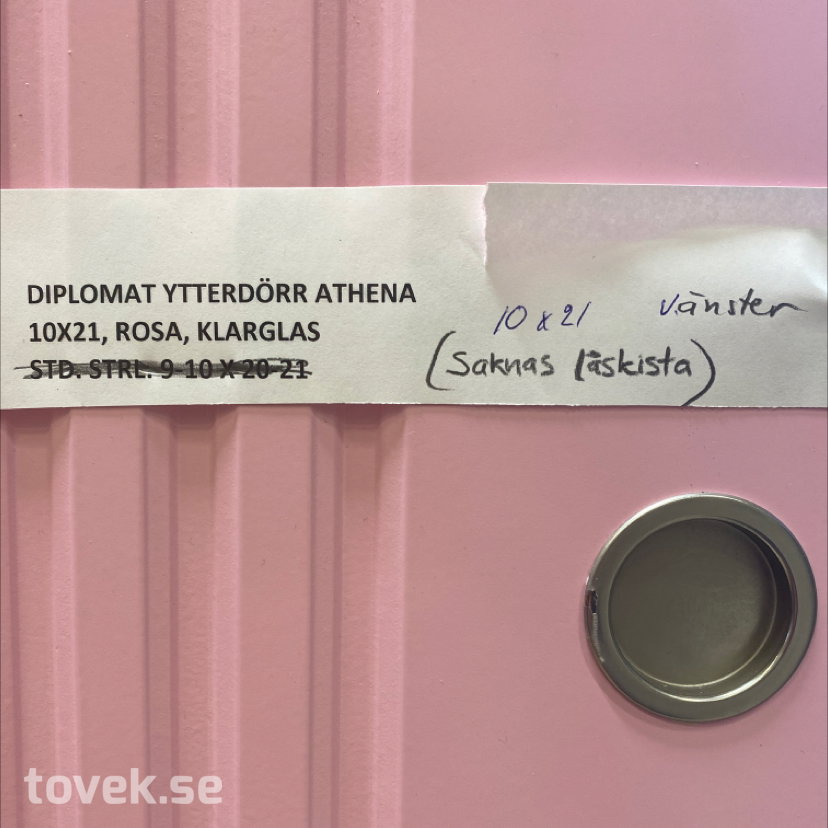 DIPLOMAT YTTERDÖRR ATHENA
10X21, ROSA, KLARGLAS
STD. STRL. 9-10 X 20-21
10 x 21 vänster
(Saknas låskista)
tovek.se